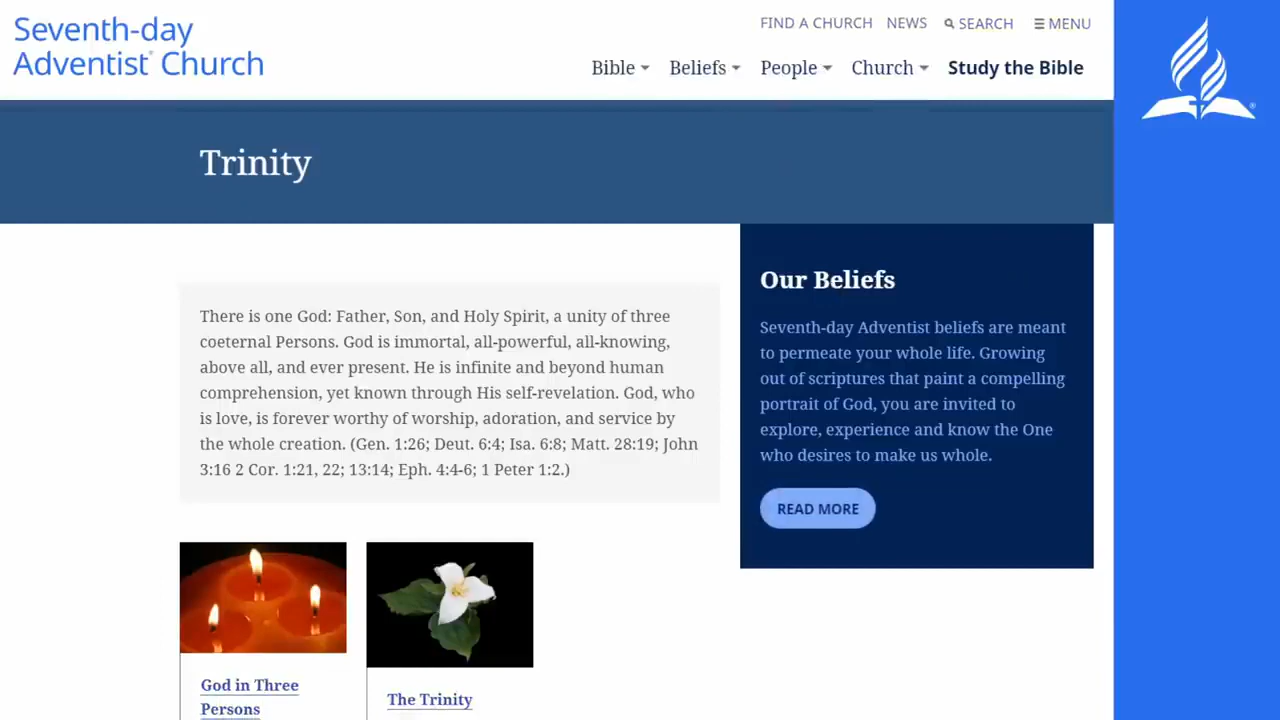 Seventh-day
Adventist® Church
FIND A CHURCH NEWS SEARCH MENU
Bible Beliefs People Church Study the Bible
Trinity
There is one God: Father, Son, and Holy Spirit, a unity of three
coeternal Persons. God is immortal, all-powerful, all-knowing,
above all, and ever present. He is infinite and beyond human
comprehension, yet known through His self-revelation. God, who
is love, is forever worthy of worship, adoration, and service by
the whole creation. (Gen. 1:26; Deut. 6:4; Isa. 6:8; Matt. 28:19; John
3:16 2 Cor. 1:21, 22; 13:14; Eph. 4:4-6; 1 Peter 1:2.)
Our Beliefs
Seventh-day Adventist beliefs are meant
to permeate your whole life. Growing
out of scriptures that paint a compelling
portrait of God, you are invited to
explore, experience and know the One
who desires to make us whole.
READ MORE
God in Three
Persons
The Trinity